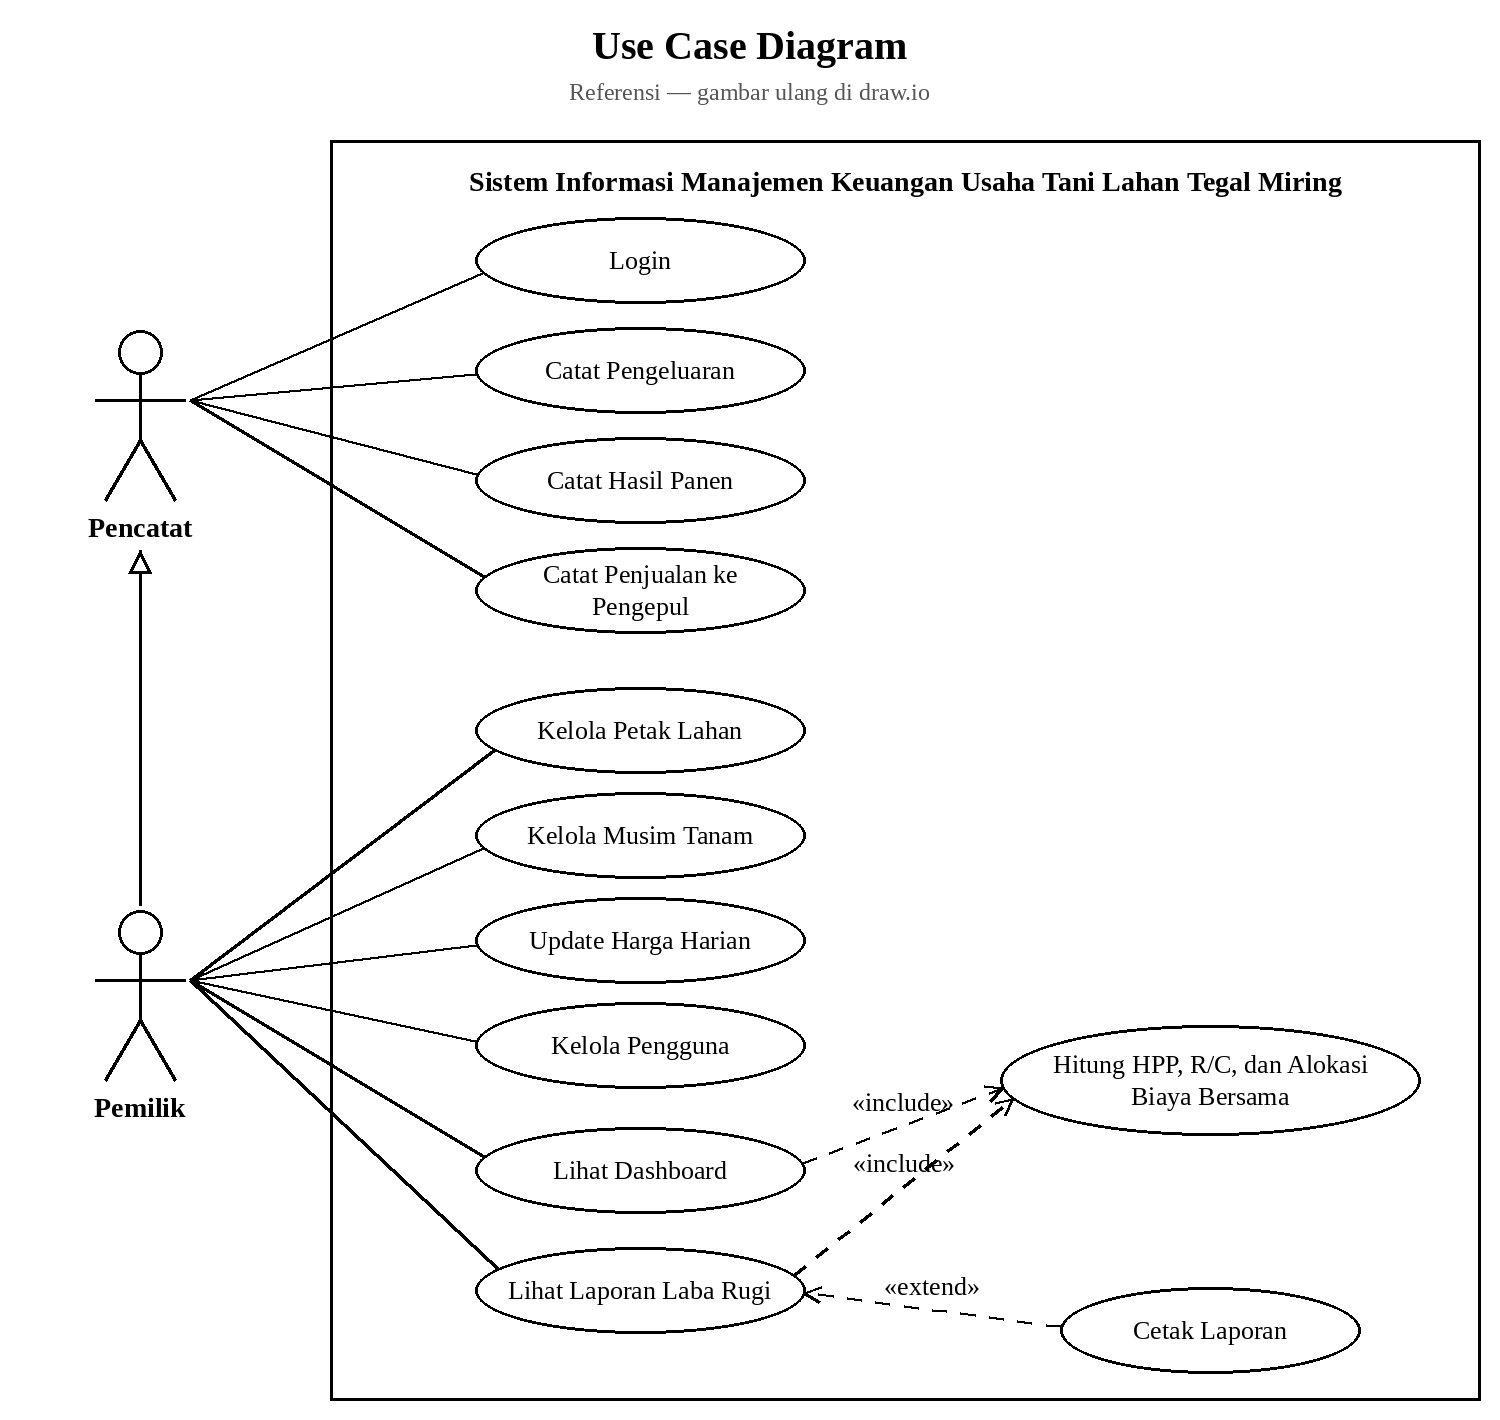 Use Case Diagram
Referensi — gambar ulang di draw.io
Sistem Informasi Manajemen Keuangan Usaha Tani Lahan Tegal Miring
Login
Catat Pengeluaran
Catat Hasil Panen
Pencatat
Catat Penjualan ke
Pengepul
Kelola Petak Lahan
Kelola Musim Tanam
Update Harga Harian
Kelola Pengguna
Pemilik
Hitung HPP, R/C, dan Alokasi
Biaya Bersama
«include»
Lihat Dashboard
«include»
Lihat Laporan Laba Rugi
«extend»
Cetak Laporan